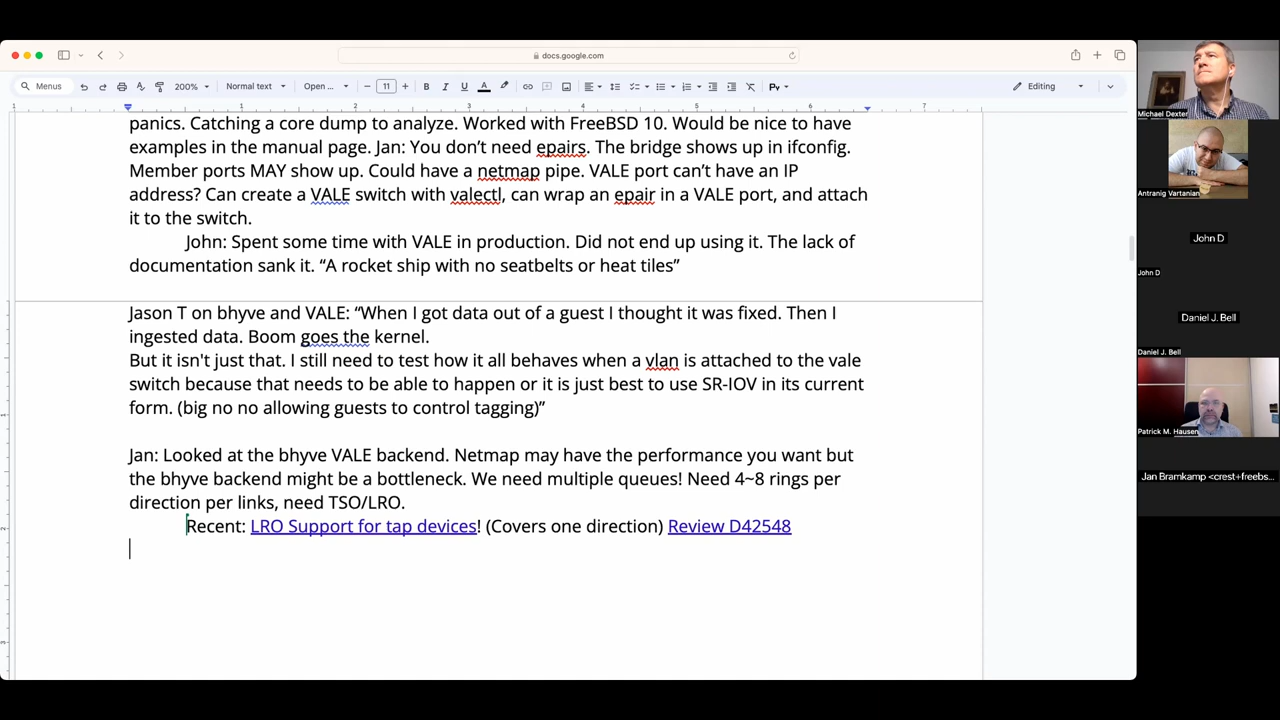 docs.google.com
Menus
200%
Normal text
Open ...
11
Editing
1
1
2
3
4
5
6
7
panics. Catching a core dump to analyze. Worked with FreeBSD 10. Would be nice to have
examples in the manual page. Jan: You don’t need epairs. The bridge shows up in ifconfig.
Member ports MAY show up. Could have a netmap pipe. VALE port can’t have an IP
address? Can create a VALE switch with valectl, can wrap an epair in a VALE port, and attach
it to the switch.
John: Spent some time with VALE in production. Did not end up using it. The lack of
documentation sank it. “A rocket ship with no seatbelts or heat tiles”
Jason T on bhyve and VALE: “When I got data out of a guest I thought it was fixed. Then I
ingested data. Boom goes the kernel.
But it isn't just that. I still need to test how it all behaves when a vlan is attached to the vale
switch because that needs to be able to happen or it is just best to use SR-IOV in its current
form. (big no no allowing guests to control tagging)”
Jan: Looked at the bhyve VALE backend. Netmap may have the performance you want but
the bhyve backend might be a bottleneck. We need multiple queues! Need 4~8 rings per
direction per links, need TSO/LRO.
Recent: LRO Support for tap devices! (Covers one direction) Review D42548
1
2
3
Michael Dexter
Antranig Vartanian
John D
John D
Daniel J. Bell
Daniel J. Bell
Patrick M. Hausen
Jan Bramkamp <crest+freebs...